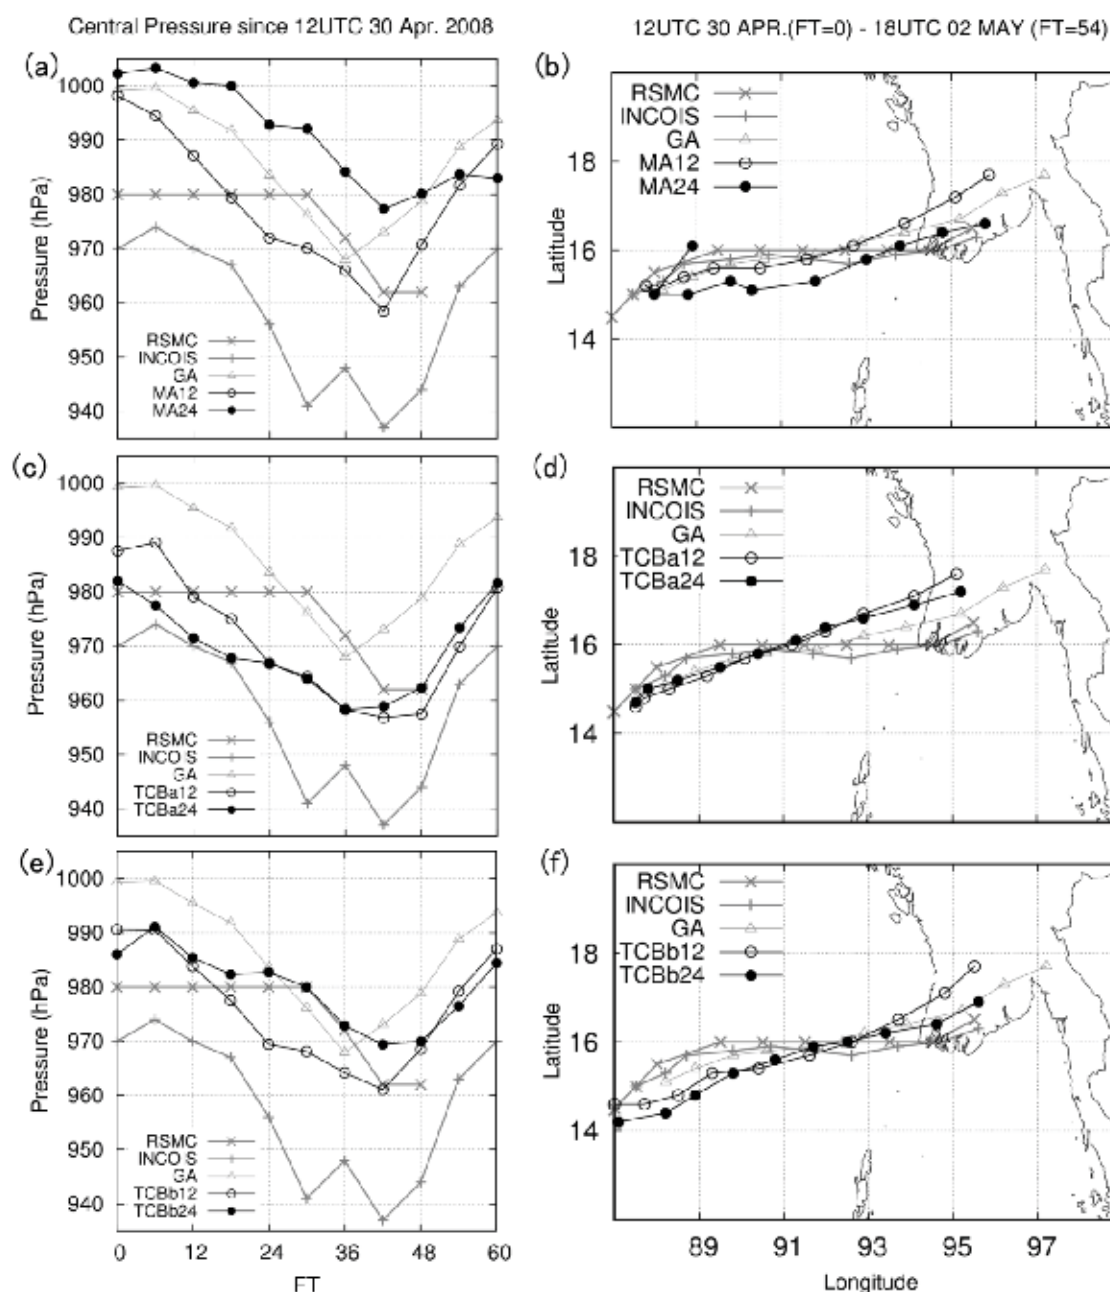 Central Pressure since 12UTC 30 Apr. 2008
12UTC 30 APR.(FT=0) - 18UTC 02 MAY (FT=54)
(a)
1000
990
980
970
960
950
940
Pressure (hPa)
RSMC
INCOIS
GA
MA12
MA24
(b)
RSMC
INCOIS
GA
MA12
MA24
18
16
14
Latitude
(c)
1000
990
980
970
960
950
940
Pressure (hPa)
RSMC
INCOIS
GA
TCBa12
TCBa24
(d)
RSMC
INCOIS
GA
TCBa12
TCBa24
18
16
14
Latitude
(e)
1000
990
980
970
960
950
940
Pressure (hPa)
RSMC
INCOIS
GA
TCBb12
TCBb24
0 12 24 36 48 60
FT
(f)
RSMC
INCOIS
GA
TCBb12
TCBb24
18
16
14
Latitude
89 91 93 95 97
Longitude